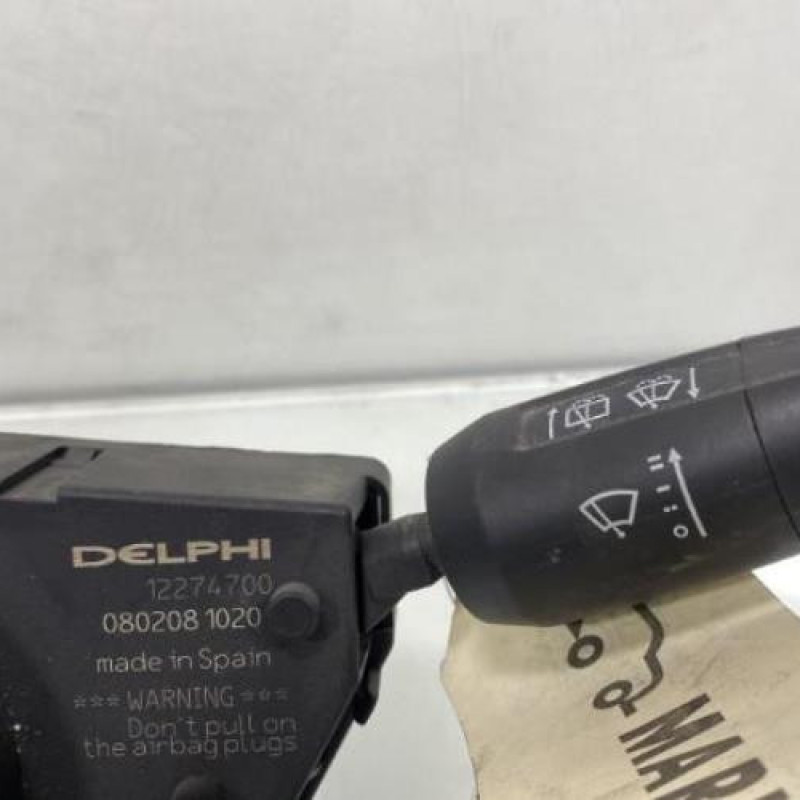 DELPHI
12274700
080208 1020
made in Spain
*** WARNING ***
Don't pull on
the airbag plugs